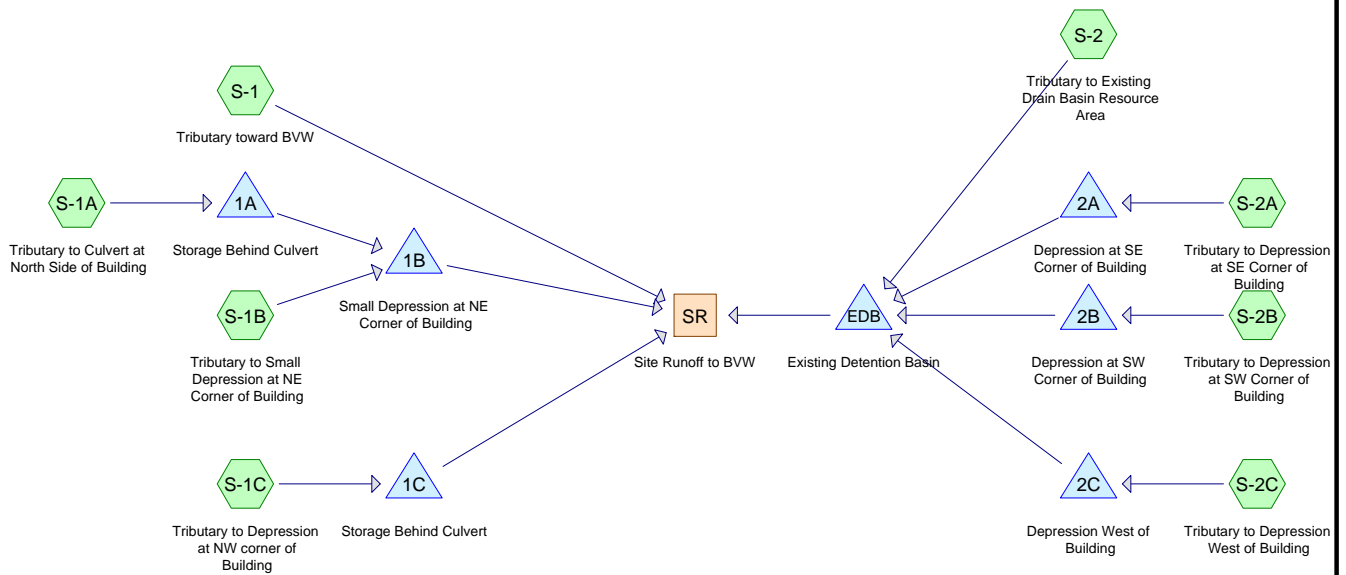 S-2
Tributary to Existing
Drain Basin Resource
Area
S-1
Tributary toward BVW
S-1A
Tributary to Culvert at
North Side of Building
1A
Storage Behind Culvert
1B
Small Depression at NE
Corner of Building
S-1B
Tributary to Small
Depression at NE
Corner of Building
S-1C
Tributary to Depression
at NW corner of
Building
1C
Storage Behind Culvert
SR
Site Runoff to BVW
EDB
Existing Detention Basin
2A
Depression at SE
Corner of Building
S-2A
Tributary to Depression
at SE Corner of
Building
2B
Depression at SW
Corner of Building
S-2B
Tributary to Depression
at SW Corner of
Building
2C
Depression West of
Building
S-2C
Tributary to Depression
West of Building